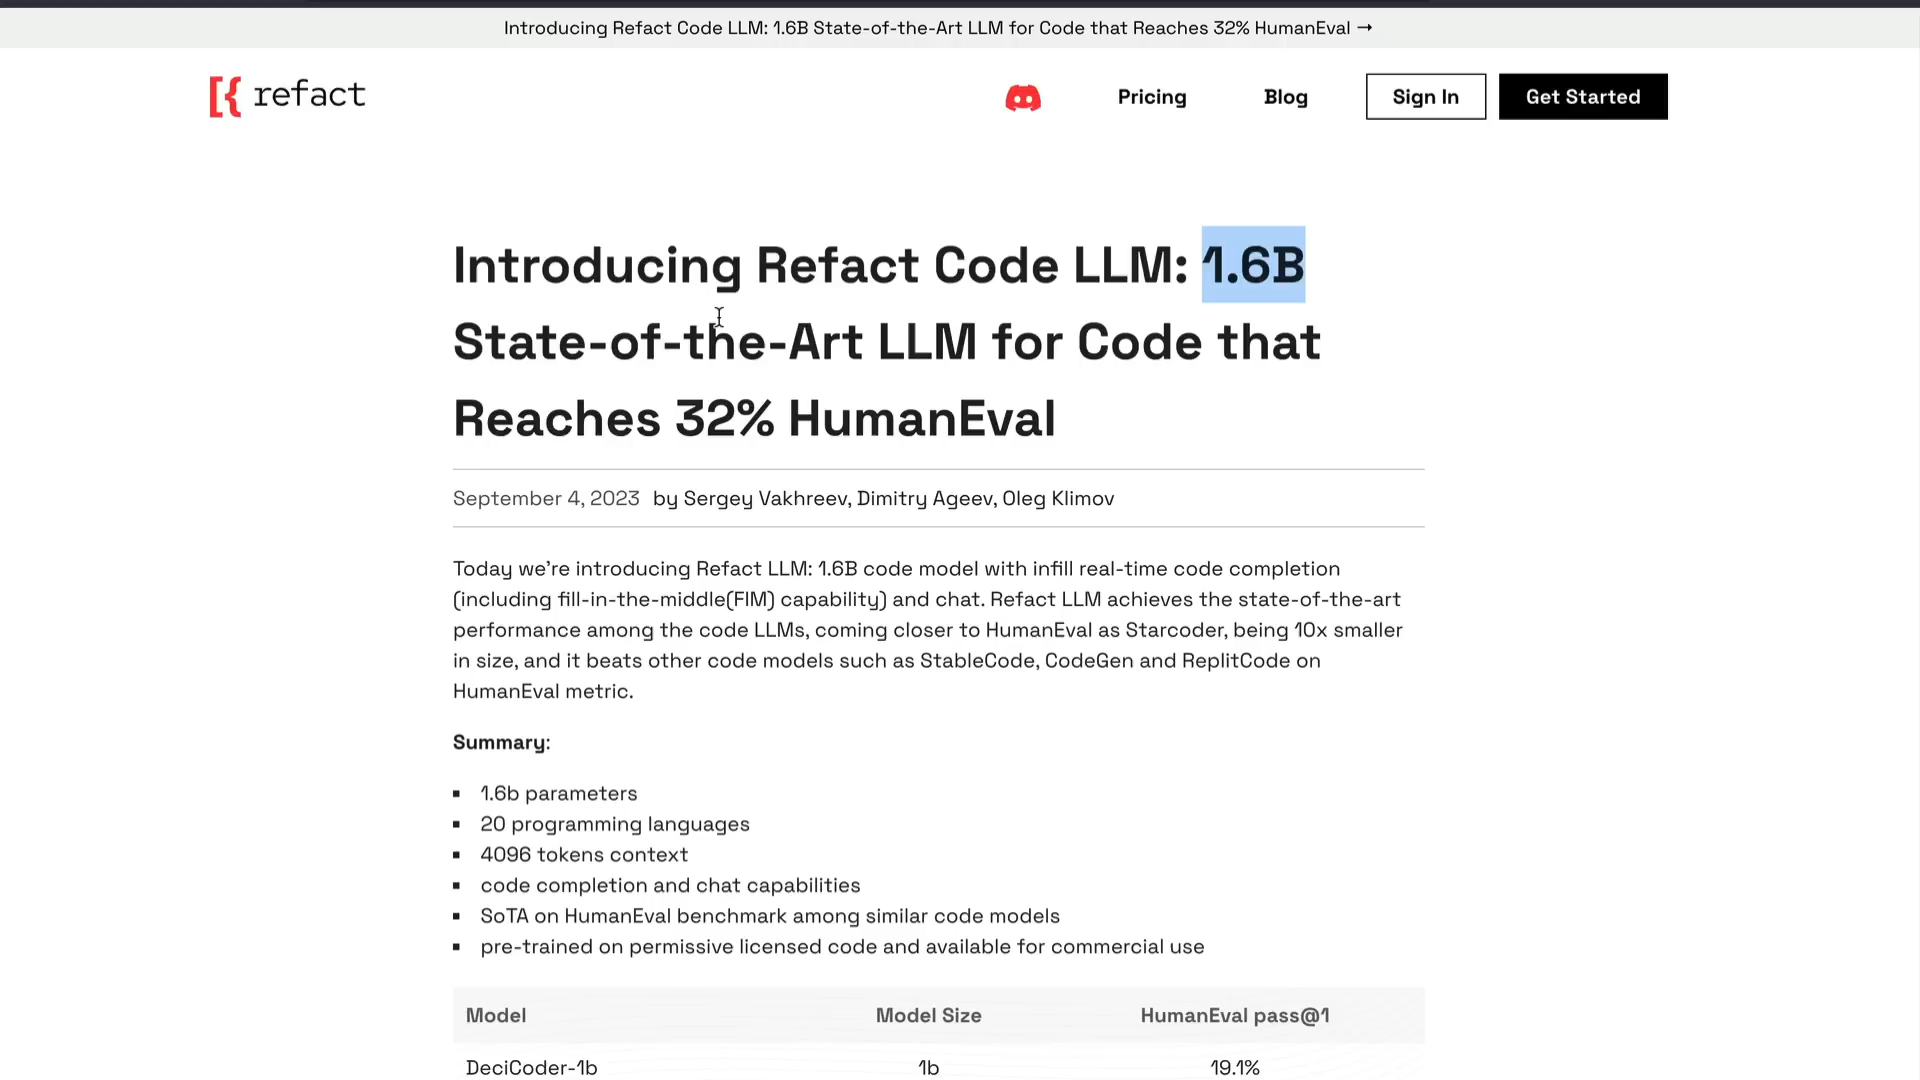 Introducing Refact Code LLM: 1.6B State-of-the-Art LLM for Code that Reaches 32% HumanEval →
refact
Pricing
Blog
Sign In
Get Started
Introducing Refact Code LLM: 1.6B
State-of-the-Art LLM for Code that
Reaches 32% HumanEval
September 4, 2023 by Sergey Vakhreev, Dimitry Ageev, Oleg Klimov
Today we're introducing Refact LLM: 1.6B code model with infill real-time code completion
(including fill-in-the-middle(FIM) capability) and chat. Refact LLM achieves the state-of-the-art
performance among the code LLMs, coming closer to HumanEval as Starcoder, being 10x smaller
in size, and it beats other code models such as StableCode, CodeGen and ReplitCode on
HumanEval metric.
Summary:
▪ 1.6b parameters
▪ 20 programming languages
▪ 4096 tokens context
▪ code completion and chat capabilities
▪ SoTA on HumanEval benchmark among similar code models
▪ pre-trained on permissive licensed code and available for commercial use
Model Model Size HumanEval pass@1
DeciCoder-1b 1b 19.1%